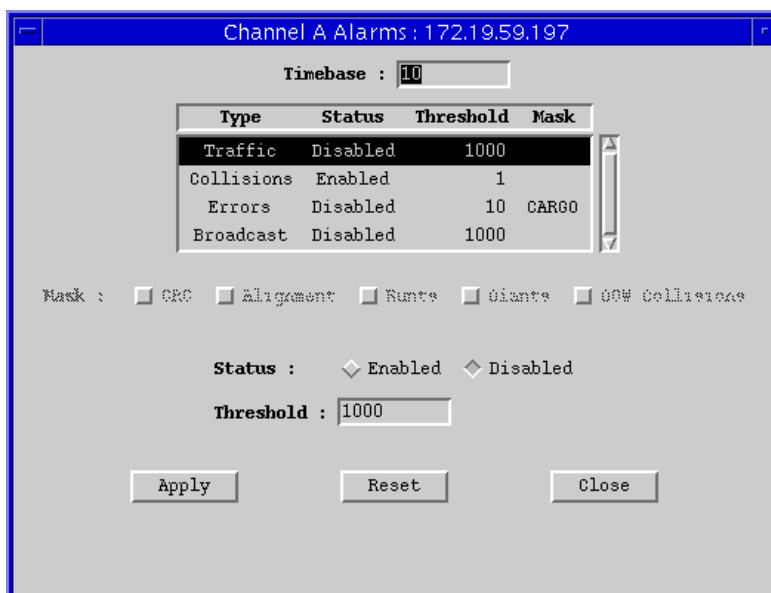 Channel A Alarms : 172.19.59.197
Timebase : 10
Type Status Threshold Mask
Traffic Disabled 1000
Collisions Enabled 1
Errors Disabled 10 CARGO
Broadcast Disabled 1000
Mask : CRC Alignment Runts Giants OOW Collisions
Status : Enabled Disabled
Threshold : 1000
Apply Reset Close